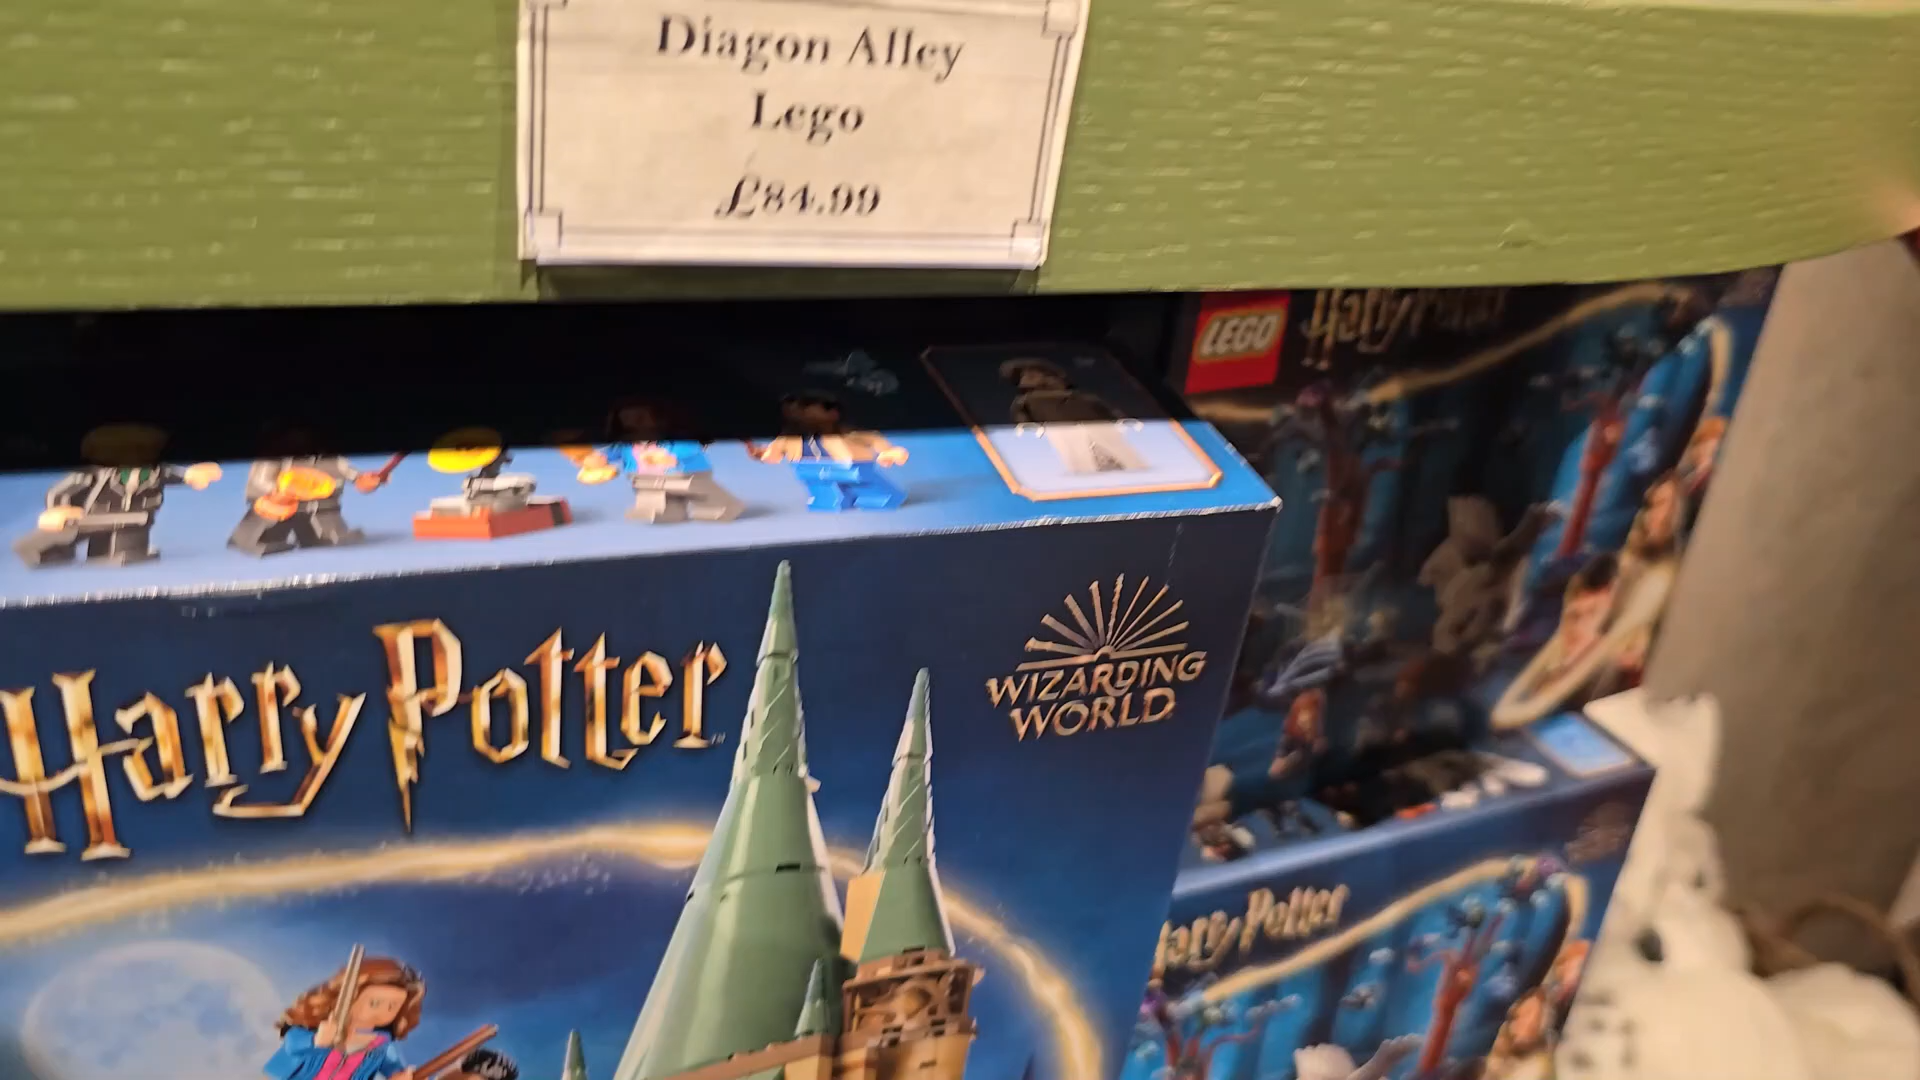 Diagon Alley
Lego
£84.99
LEGO
Harry Potter
Harry Potter
WIZARDING
WORLD
Harry Potter